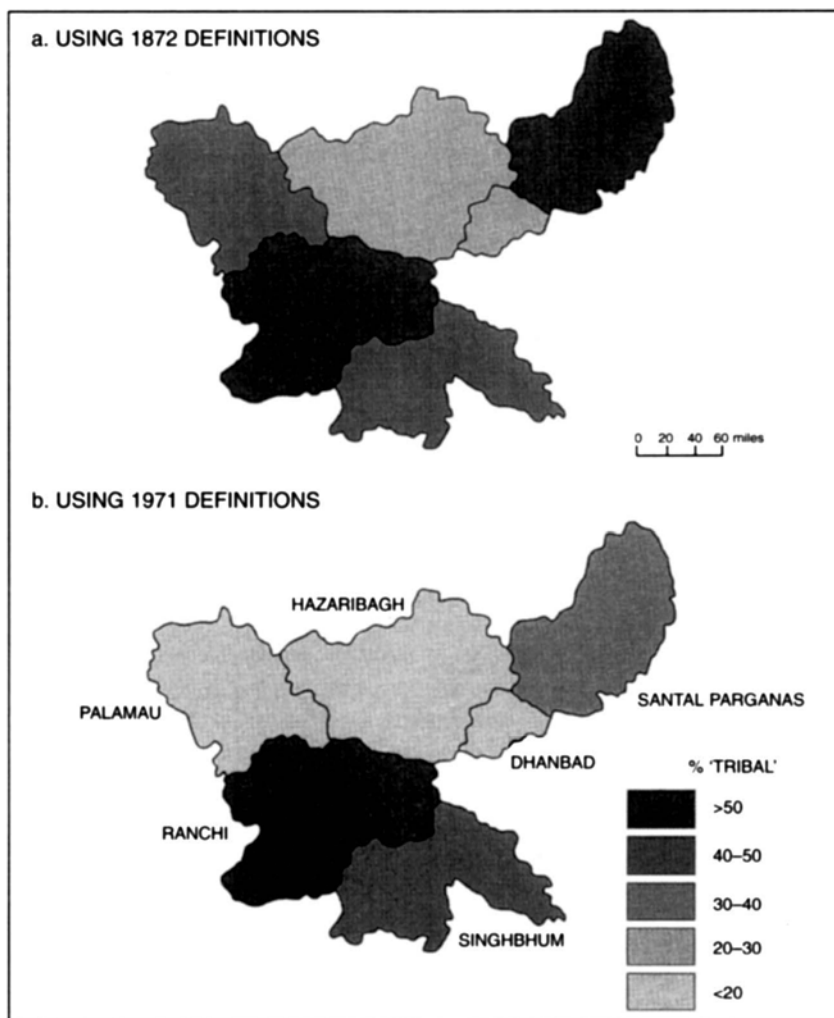 a. USING 1872 DEFINITIONS
0 20 40 60 miles
b. USING 1971 DEFINITIONS
HAZARIBAGH
PALAMAU
SANTAL PARGANAS
DHANBAD
RANCHI
SINGHBHUM
% 'TRIBAL'
>50
40–50
30–40
20–30
<20